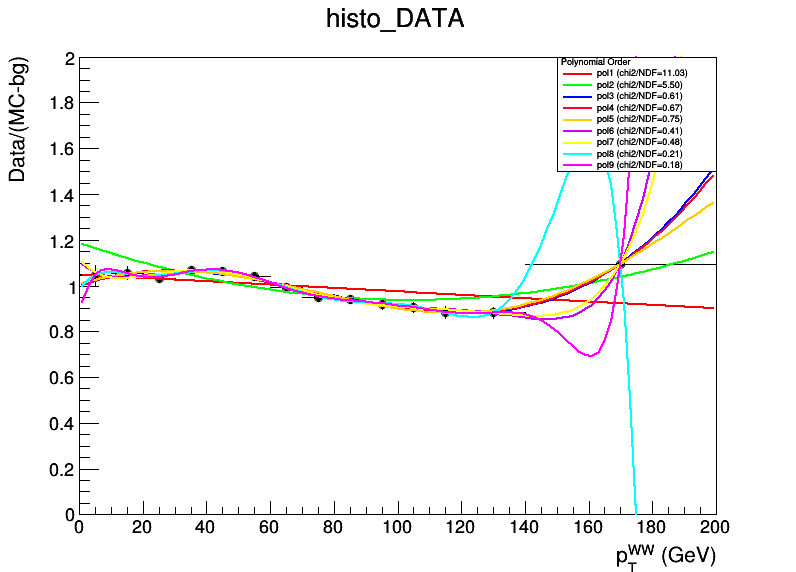 histo_DATA
Data/(MC-bg)
2
1.8
1.6
1.4
1.2
1
0.8
0.6
0.4
0.2
0
Polynomial Order
pol1 (chi2/NDF=11.03)
pol2 (chi2/NDF=5.50)
pol3 (chi2/NDF=0.61)
pol4 (chi2/NDF=0.67)
pol5 (chi2/NDF=0.75)
pol6 (chi2/NDF=0.41)
pol7 (chi2/NDF=0.48)
pol8 (chi2/NDF=0.21)
pol9 (chi2/NDF=0.18)
0 20 40 60 80 100 120 140 160 180 200
p_T^WW (GeV)